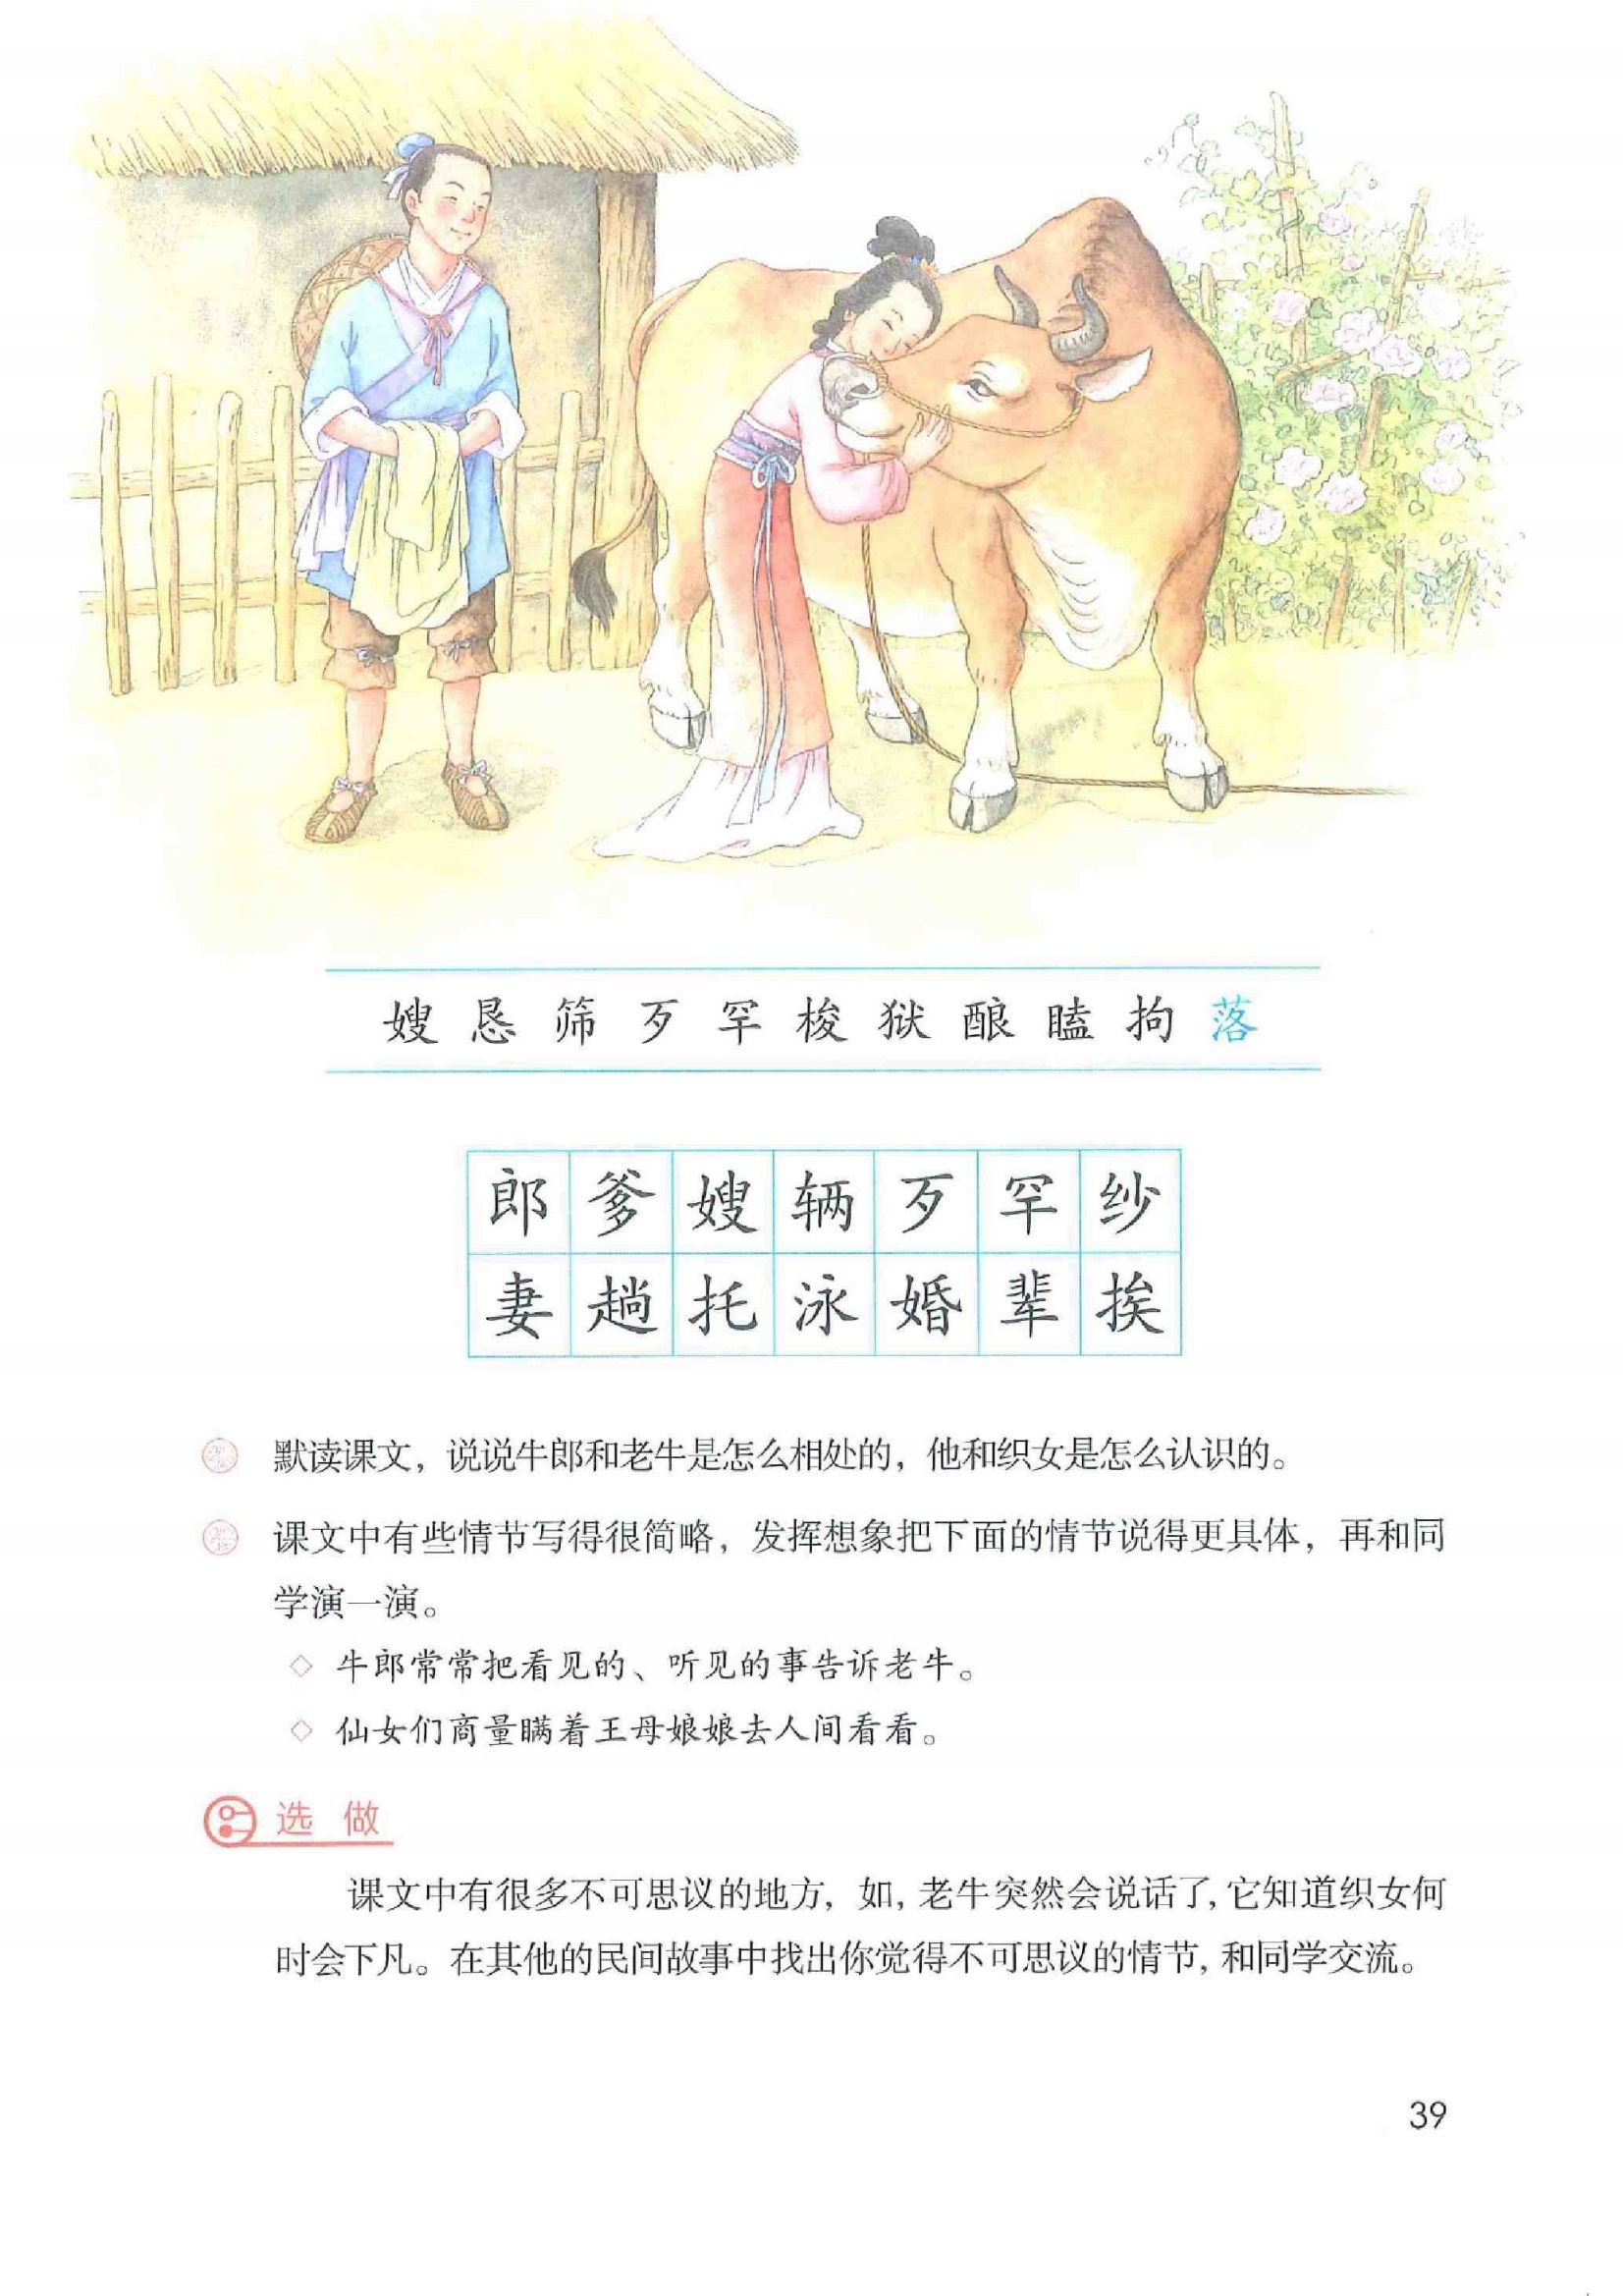 嫂 恳 筛 歹 罕 梭 狱 酿 瞌 拘 落
郎 爹 嫂 辆 歹 罕 纱
妻 趟 托 泳 婚 辈 挨
默读课文，说说牛郎和老牛是怎么相处的，他和织女是怎么认识的。
课文中有些情节写得很简略，发挥想象把下面的情节说得更具体，再和同
学演一演。
◇ 牛郎常常把看见的、听见的事告诉老牛。
◇ 仙女们商量瞒着王母娘娘去人间看看。
选 做
课文中有很多不可思议的地方，如，老牛突然会说话了，它知道织女何
时会下凡。在其他的民间故事中找出你觉得不可思议的情节，和同学交流。
39